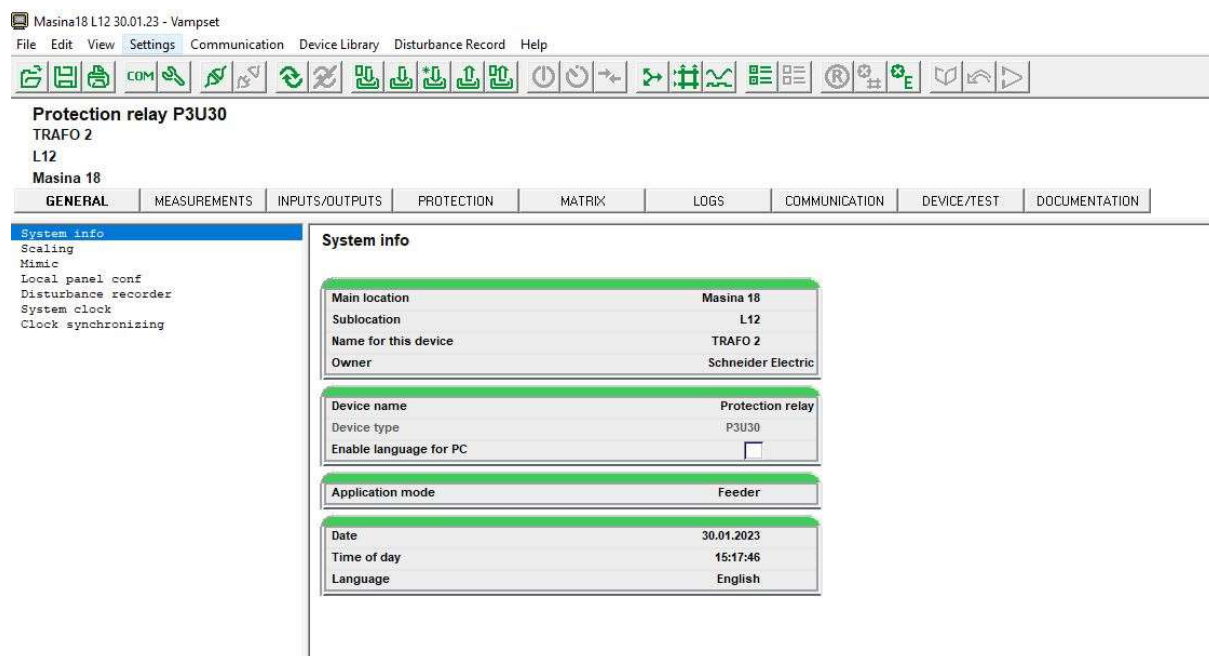 Masina18 L12 30.01.23 - Vampset
File Edit View Settings Communication Device Library Disturbance Record Help
COM R E
Protection relay P3U30
TRAFO 2
L12
Masina 18
GENERAL MEASUREMENTS INPUTS/OUTPUTS PROTECTION MATRIX LOGS COMMUNICATION DEVICE/TEST DOCUMENTATION
System info
Scaling
Mimic
Local panel conf
Disturbance recorder
System clock
Clock synchronizing
System info
Main location Masina 18
Sublocation L12
Name for this device TRAFO 2
Owner Schneider Electric
Device name Protection relay
Device type P3U30
Enable language for PC
Application mode Feeder
Date 30.01.2023
Time of day 15:17:46
Language English